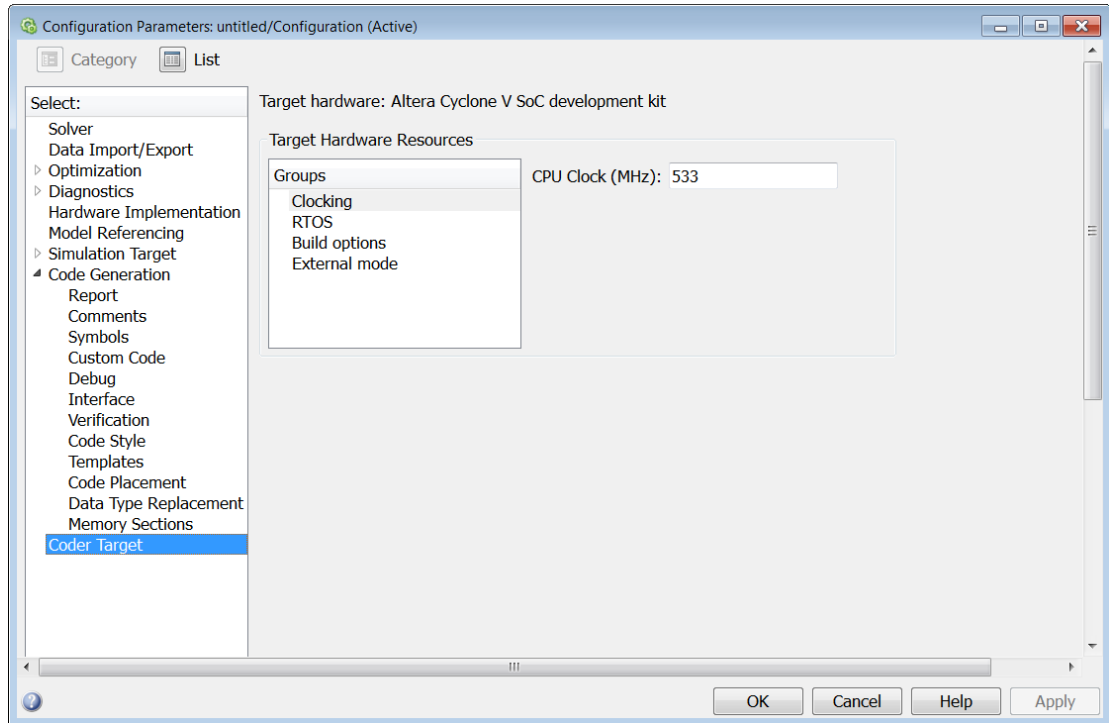 Configuration Parameters: untitled/Configuration (Active)
Category List
Select:
Solver
Data Import/Export
Optimization
Diagnostics
Hardware Implementation
Model Referencing
Simulation Target
Code Generation
Report
Comments
Symbols
Custom Code
Debug
Interface
Verification
Code Style
Templates
Code Placement
Data Type Replacement
Memory Sections
Coder Target
Target hardware: Altera Cyclone V SoC development kit
Target Hardware Resources
Groups
Clocking
RTOS
Build options
External mode
CPU Clock (MHz): 533
OK Cancel Help Apply